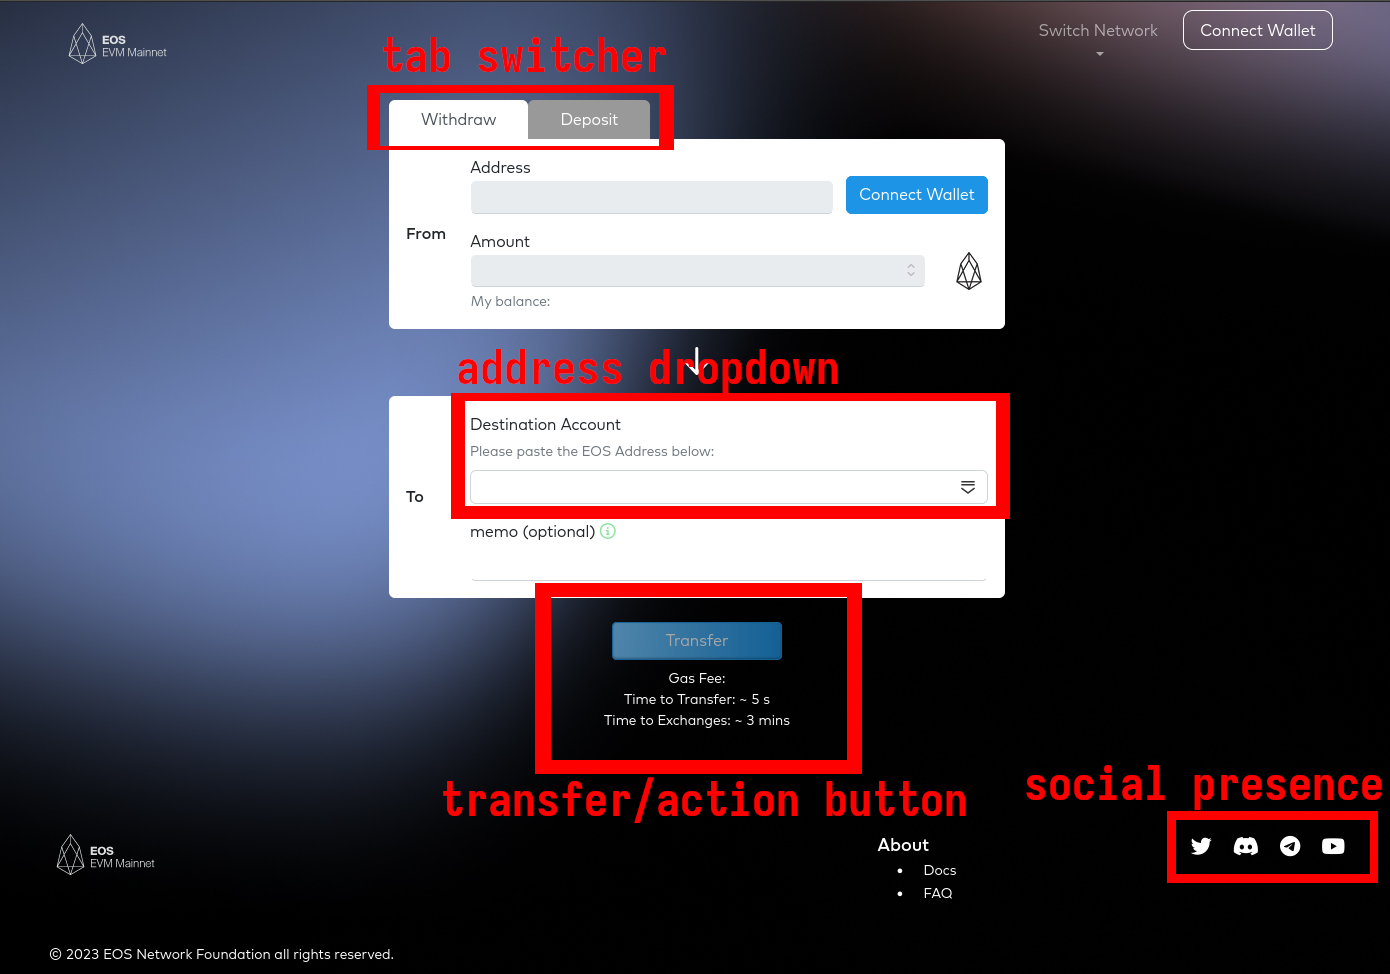 EOS
EVM Mainnet
tab switcher
Switch Network
Connect Wallet
Withdraw
Deposit
Address
Connect Wallet
From
Amount
My balance:
address dropdown
Destination Account
Please paste the EOS Address below:
To
memo (optional)
Transfer
Gas Fee:
Time to Transfer: ~ 5 s
Time to Exchanges: ~ 3 mins
transfer/action button
social presence
EOS
EVM Mainnet
About
• Docs
• FAQ
© 2023 EOS Network Foundation all rights reserved.